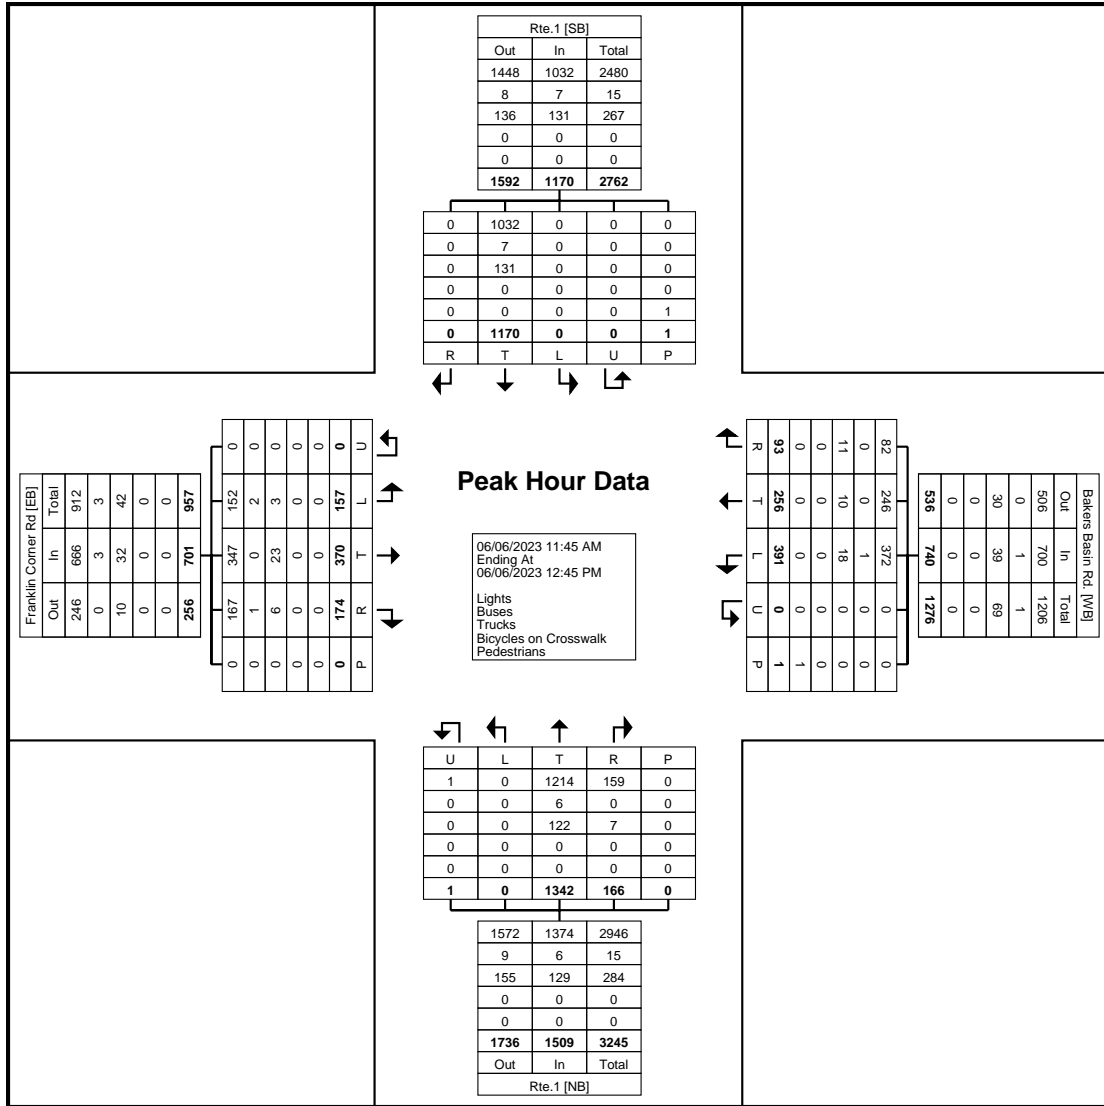 Rte.1 [SB]
Out In Total
1448 1032 2480
8 7 15
136 131 267
0 0 0
0 0 0
1592 1170 2762
0 1032 0 0 0
0 7 0 0 0
0 131 0 0 0
0 0 0 0 0
0 0 0 0 1
0 1170 0 0 1
R T L U P
Franklin Corner Rd [EB]
Total In Out
912 666 246
3 3 0
42 32 10
0 0 0
0 0 0
957 701 256
0 152 347 167 0
0 2 0 1 0
0 3 23 6 0
0 0 0 0 0
0 0 0 0 0
0 157 370 174 0
U L T R P
Peak Hour Data
06/06/2023 11:45 AM
Ending At
06/06/2023 12:45 PM
Lights
Buses
Trucks
Bicycles on Crosswalk
Pedestrians
Bakers Basin Rd. [WB]
Out In Total
506 700 1206
0 1 1
30 39 69
0 0 0
0 0 0
536 740 1276
82 246 372 0 0
0 0 1 0 0
11 10 18 0 0
0 0 0 0 0
0 0 0 0 1
93 256 391 0 1
R T L U P
U L T R P
1 0 1214 159 0
0 0 6 0 0
0 0 122 7 0
0 0 0 0 0
0 0 0 0 0
1 0 1342 166 0
1572 1374 2946
9 6 15
155 129 284
0 0 0
0 0 0
1736 1509 3245
Out In Total
Rte.1 [NB]